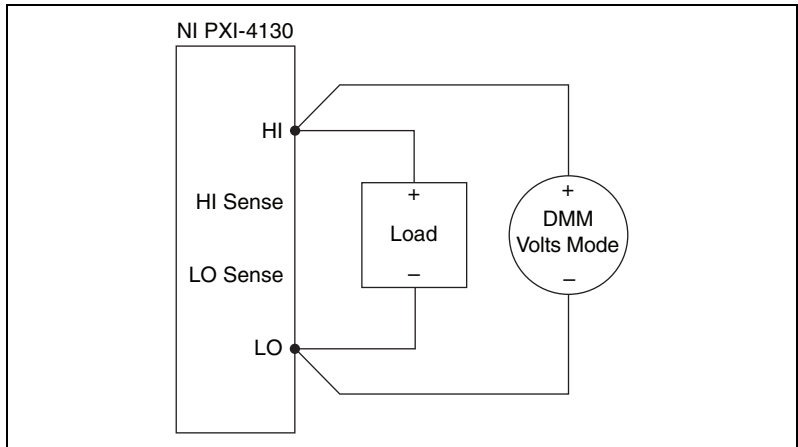 NI PXI-4130
HI
HI Sense
LO Sense
LO
+
Load
–
+
DMM
Volts Mode
–